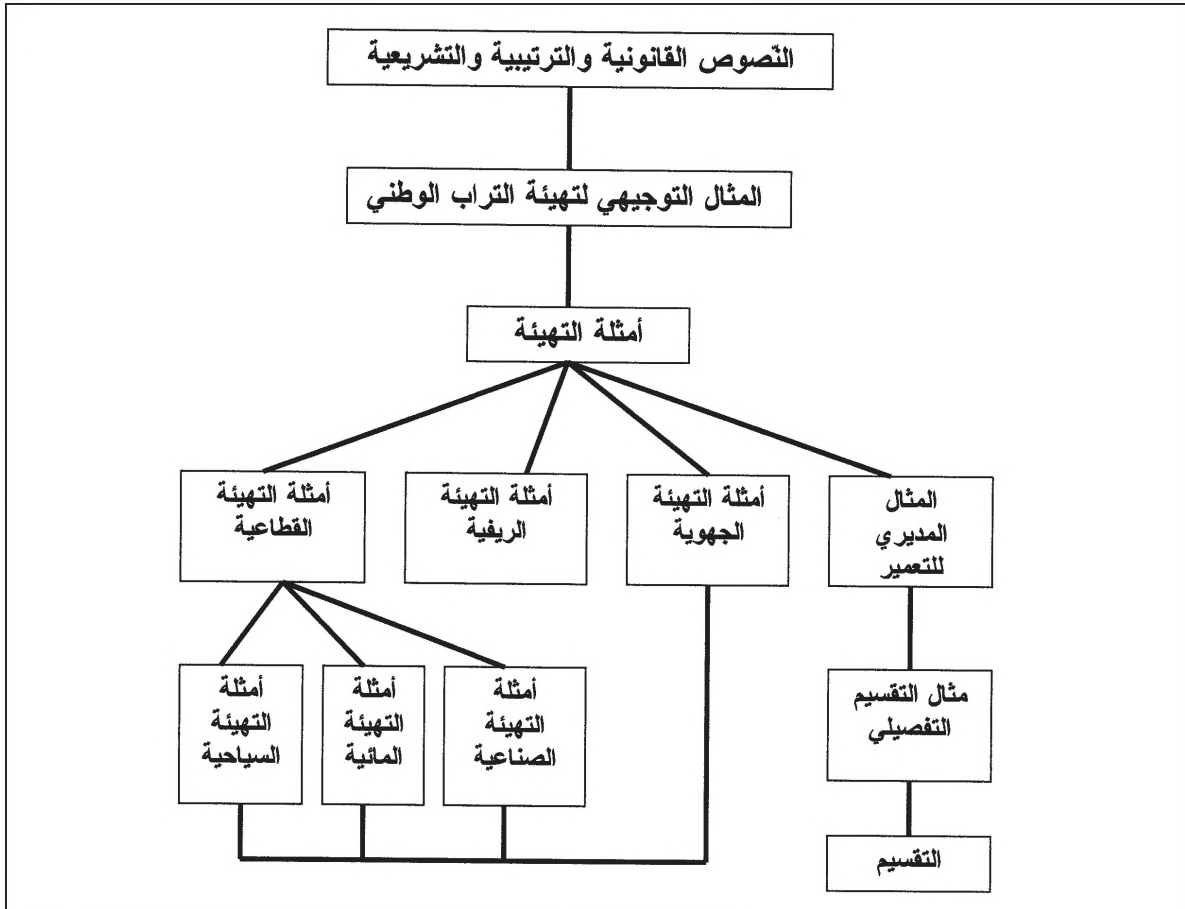 النّصوص القانونية والترتيبية والتشريعية
المثال التوجيهي لتهيئة التراب الوطني
أمثلة التهيئة
المثال
المديري
للتعمير
أمثلة التهيئة
الجهوية
أمثلة التهيئة
الريفية
أمثلة التهيئة
القطاعية
مثال التقسيم
التفصيلي
أمثلة
التهيئة
الصناعية
أمثلة
التهيئة
المائية
أمثلة
التهيئة
السياحية
التقسيم